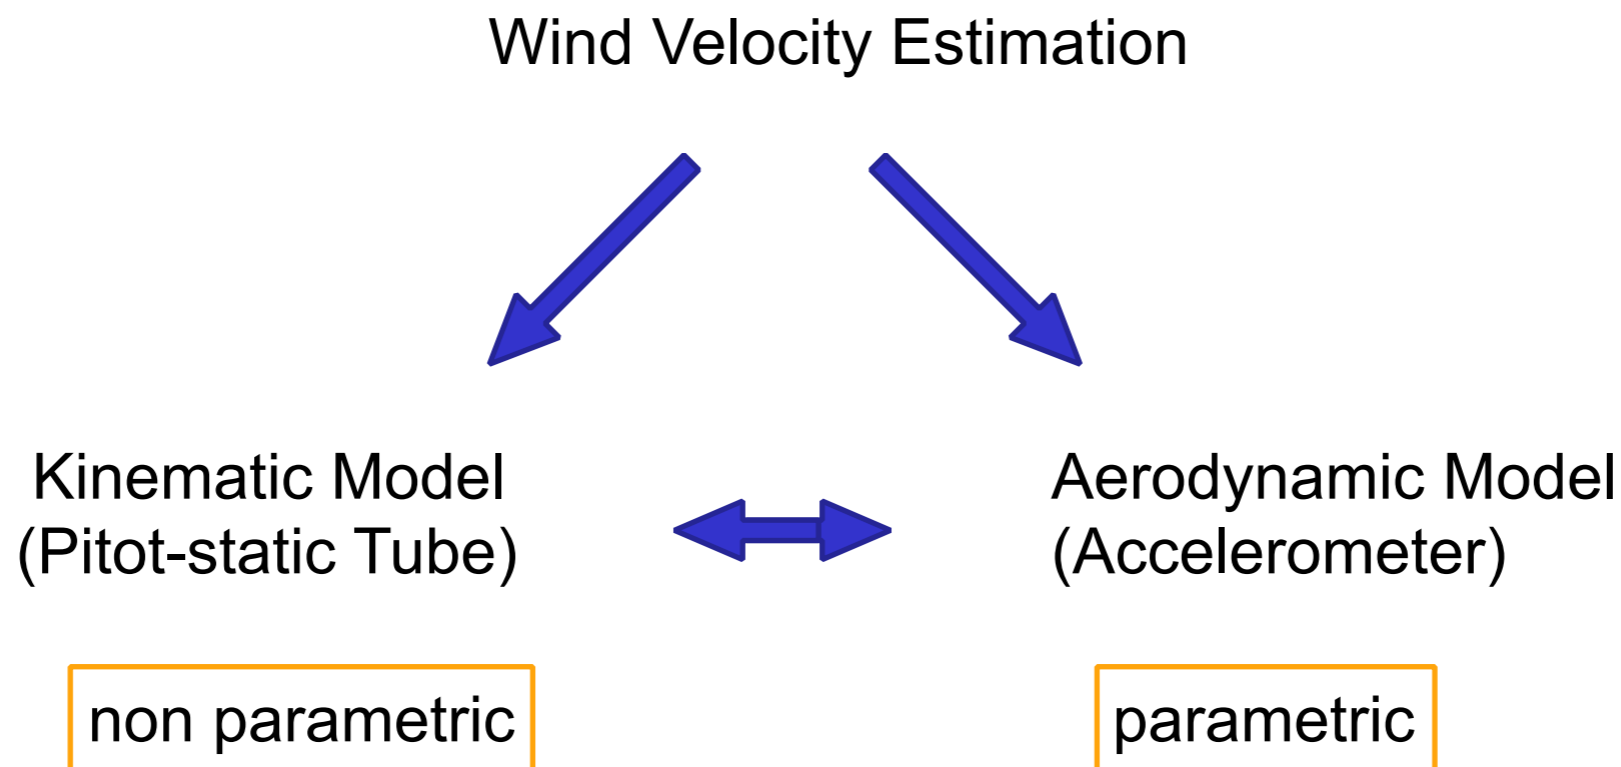 Wind Velocity Estimation
Kinematic Model
(Pitot-static Tube)
Aerodynamic Model
(Accelerometer)
non parametric
parametric